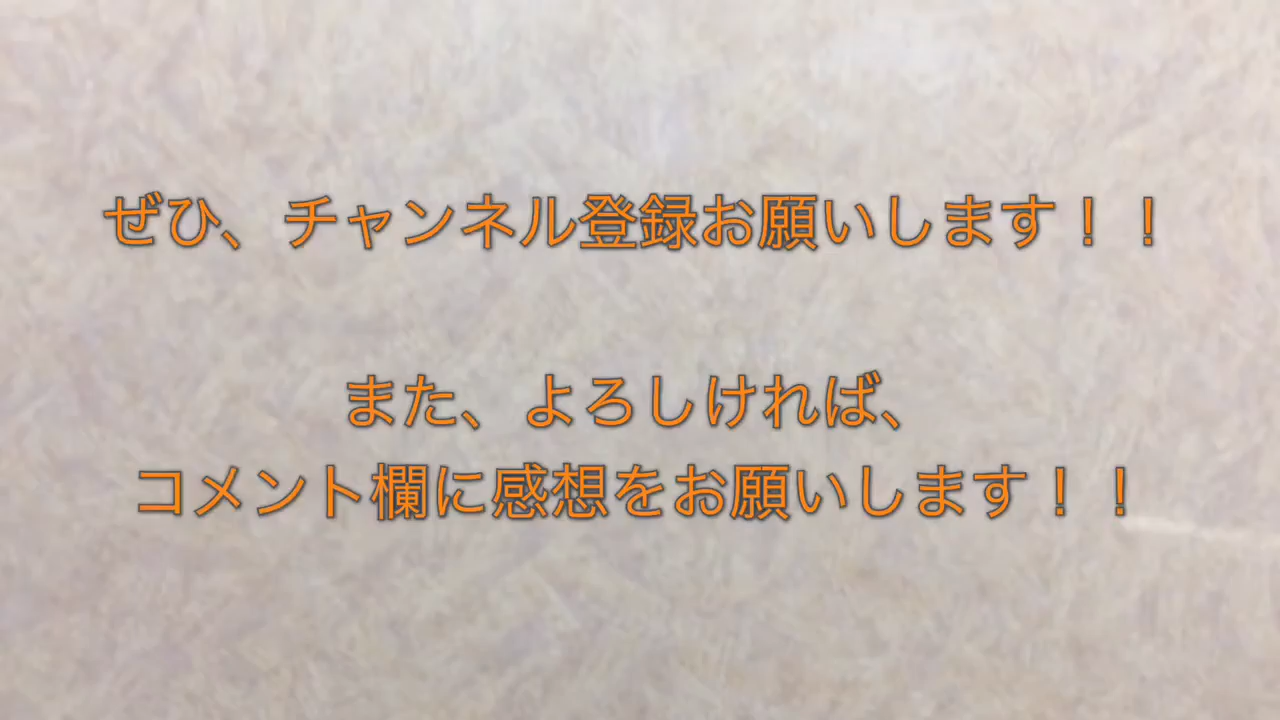 ぜひ、チャンネル登録お願いします！！
また、よろしければ、
コメント欄に感想をお願いします！！